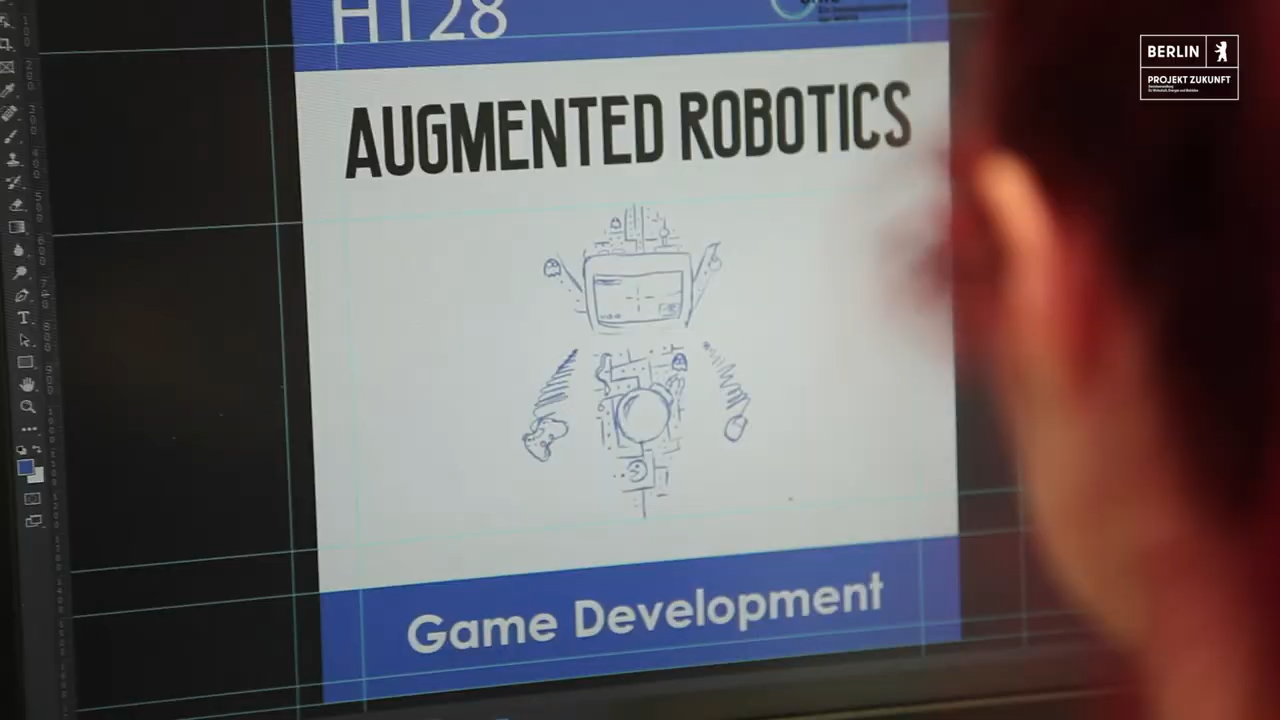 HT28
BERLIN
PROJEKT ZUKUNFT
AUGMENTED ROBOTICS
Game Development